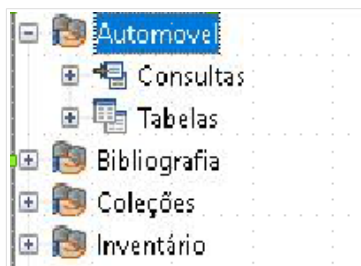 Automovel
Consultas
Tabelas
Bibliografia
Coleções
Inventário